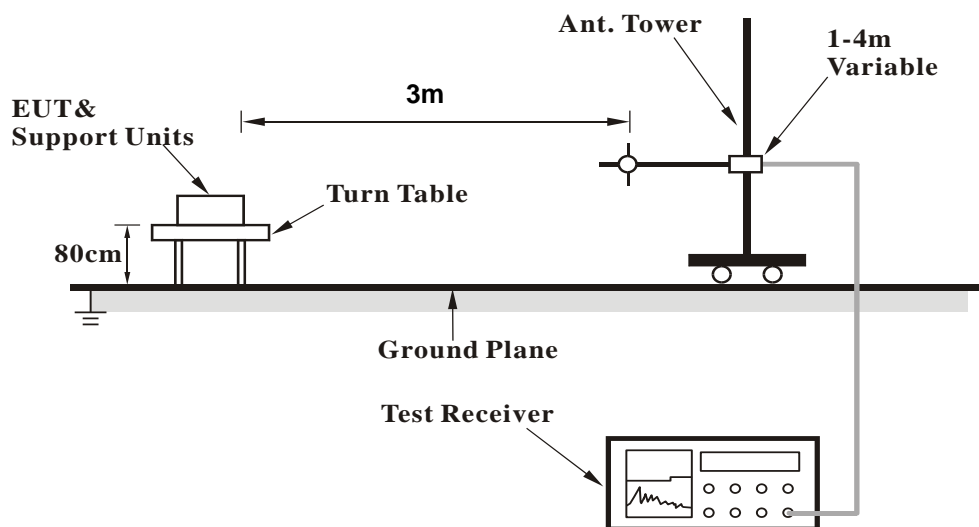 Ant. Tower
1-4m
Variable
3m
EUT&
Support Units
Turn Table
80cm
Ground Plane
Test Receiver